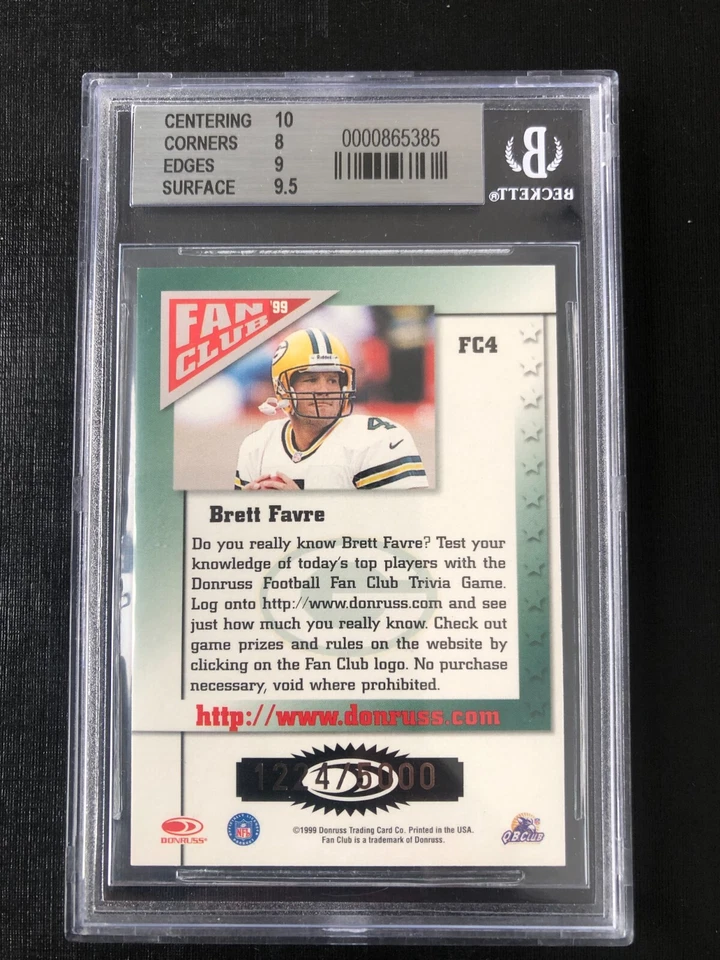 CENTERING 10
CORNERS 8
EDGES 9
SURFACE 9.5
0000865385
B
BECKETT®
FAN '99
CLUB
FC4
G
Riddell
4
Brett Favre
Do you really know Brett Favre? Test your
knowledge of today's top players with the
Donruss Football Fan Club Trivia Game.
Log onto http://www.donruss.com and see
just how much you really know. Check out
game prizes and rules on the website by
clicking on the Fan Club logo. No purchase
necessary, void where prohibited.
http://www.donruss.com
1224/5000
DONRUSS®
NFL
©1999 Donruss Trading Card Co. Printed in the USA.
Fan Club is a trademark of Donruss.
Q.B. CLUB